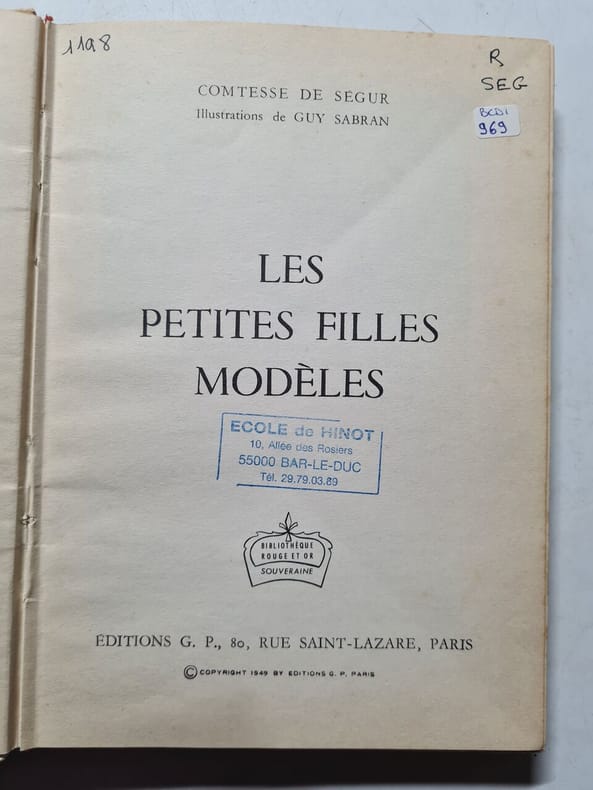 1198
R
SEG
BCDI
969
COMTESSE DE SÉGUR
Illustrations de GUY SABRAN
LES
PETITES FILLES
MODÈLES
ECOLE de HINOT
10, Allée des Rosiers
55000 BAR-LE-DUC
Tél. 29.79.03.89
BIBLIOTHÈQUE
ROUGE ET OR
SOUVERAINE
ÉDITIONS G. P., 80, RUE SAINT-LAZARE, PARIS
© COPYRIGHT 1949 BY EDITIONS G. P. PARIS